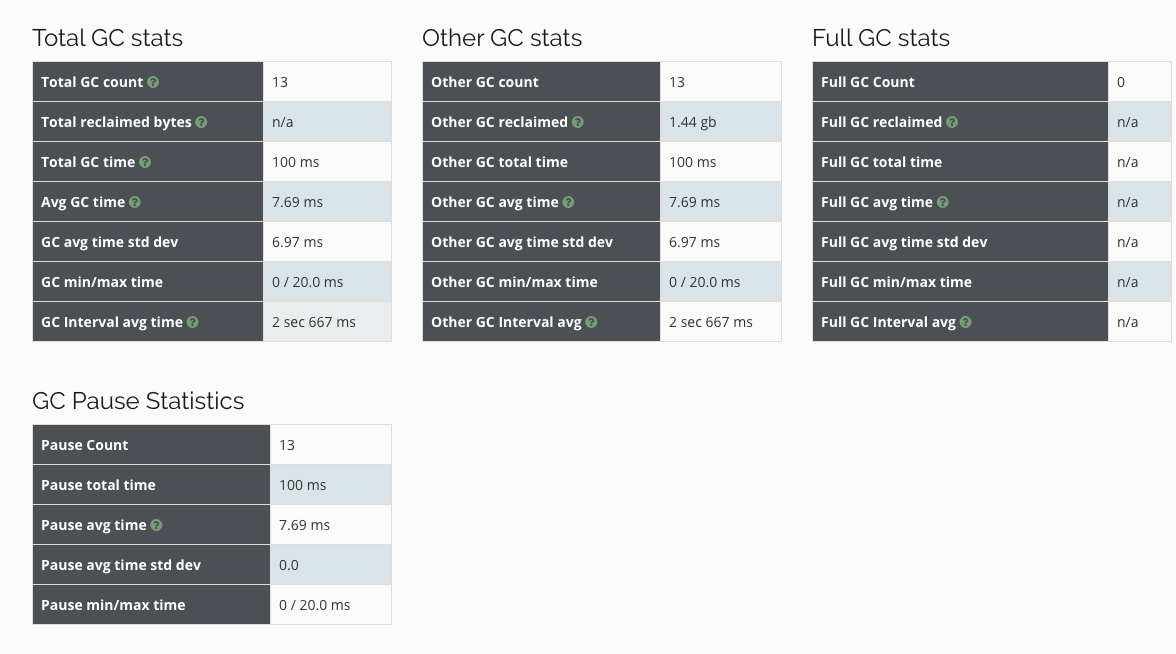 Total GC stats
Total GC count ? 13
Total reclaimed bytes ? n/a
Total GC time ? 100 ms
Avg GC time ? 7.69 ms
GC avg time std dev 6.97 ms
GC min/max time 0 / 20.0 ms
GC Interval avg time ? 2 sec 667 ms
Other GC stats
Other GC count 13
Other GC reclaimed ? 1.44 gb
Other GC total time 100 ms
Other GC avg time ? 7.69 ms
Other GC avg time std dev 6.97 ms
Other GC min/max time 0 / 20.0 ms
Other GC Interval avg ? 2 sec 667 ms
Full GC stats
Full GC Count 0
Full GC reclaimed ? n/a
Full GC total time n/a
Full GC avg time ? n/a
Full GC avg time std dev n/a
Full GC min/max time n/a
Full GC Interval avg ? n/a
GC Pause Statistics
Pause Count 13
Pause total time 100 ms
Pause avg time ? 7.69 ms
Pause avg time std dev 0.0
Pause min/max time 0 / 20.0 ms